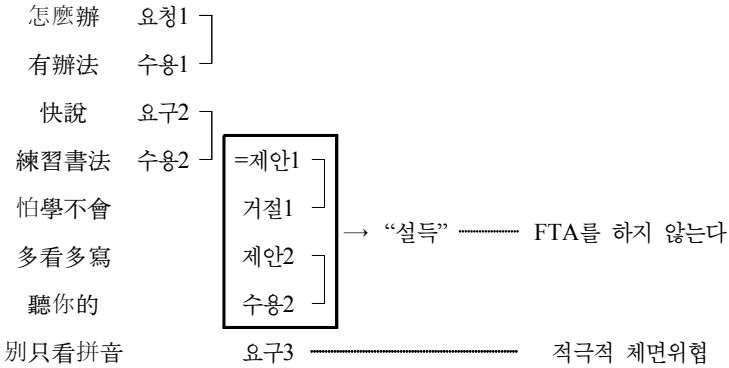 怎麽辦 요청1
有辦法 수용1
快說 요구2
練習書法 수용2 =제안1
怕學不會 거절1
→ “설득” FTA를 하지 않는다
多看多寫 제안2
聽你的 수용2
别只看拼音 요구3 적극적 체면위협